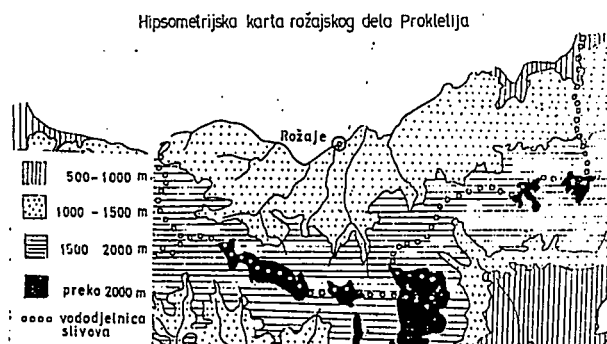 Hipsometrijska karta rožajskog dela Prokletija
Rožaje
500-1000 m
1000 - 1500 m
1500 2000 m
preko 2000 m
vododjelnica
slivova